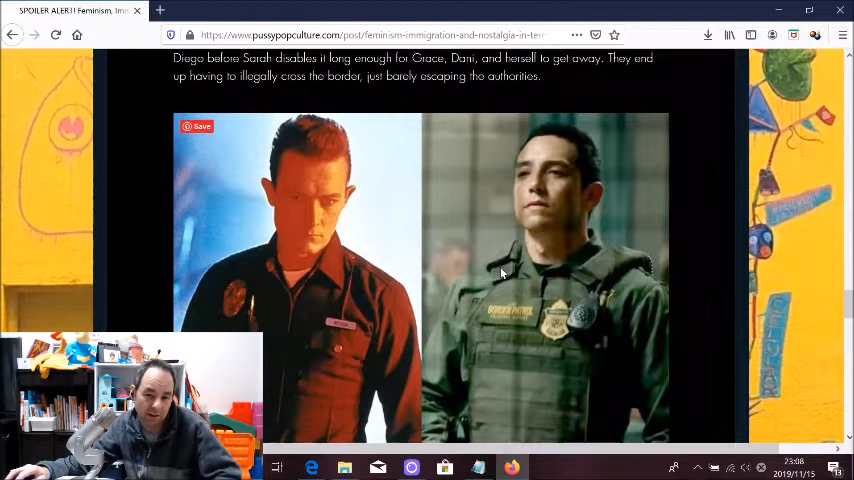 SPOILER ALERT! Feminism, Imm
https://www.pussypopculture.com/post/feminism-immigration-and-nostalgia-in-term
Diego before Sarah disables it long enough for Grace, Dani, and herself to get away. They end
up having to illegally cross the border, just barely escaping the authorities.
Save
BORDER PATROL
23:08
2019/11/15
13